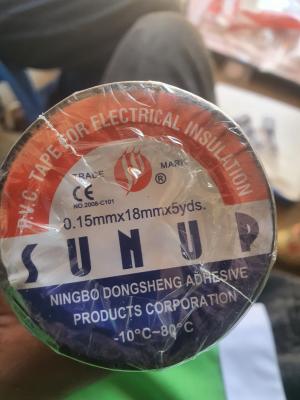 P.V.C. TAPE FOR ELECTRICAL INSULATION
TRADE MARK
®
CE
NO.2008-C101
0.15mmx18mmx5yds.
SUNUP
NINGBO DONGSHENG ADHESIVE
PRODUCTS CORPORATION
-10°C~80°C